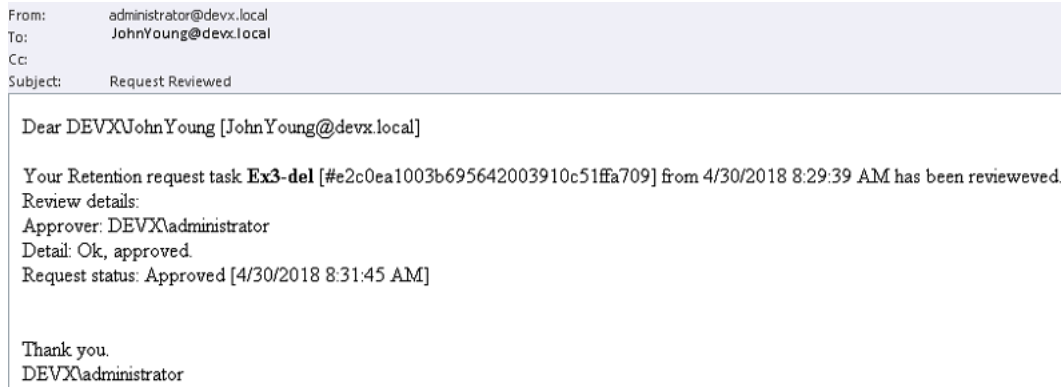 From: administrator@devx.local
To: JohnYoung@devx.local
Cc:
Subject: Request Reviewed
Dear DEVX\JohnYoung [JohnYoung@devx.local]
Your Retention request task Ex3-del [#e2c0ea1003b695642003910c51ffa709] from 4/30/2018 8:29:39 AM has been revieweved.
Review details:
Approver: DEVX\administrator
Detail: Ok, approved.
Request status: Approved [4/30/2018 8:31:45 AM]
Thank you.
DEVX\administrator